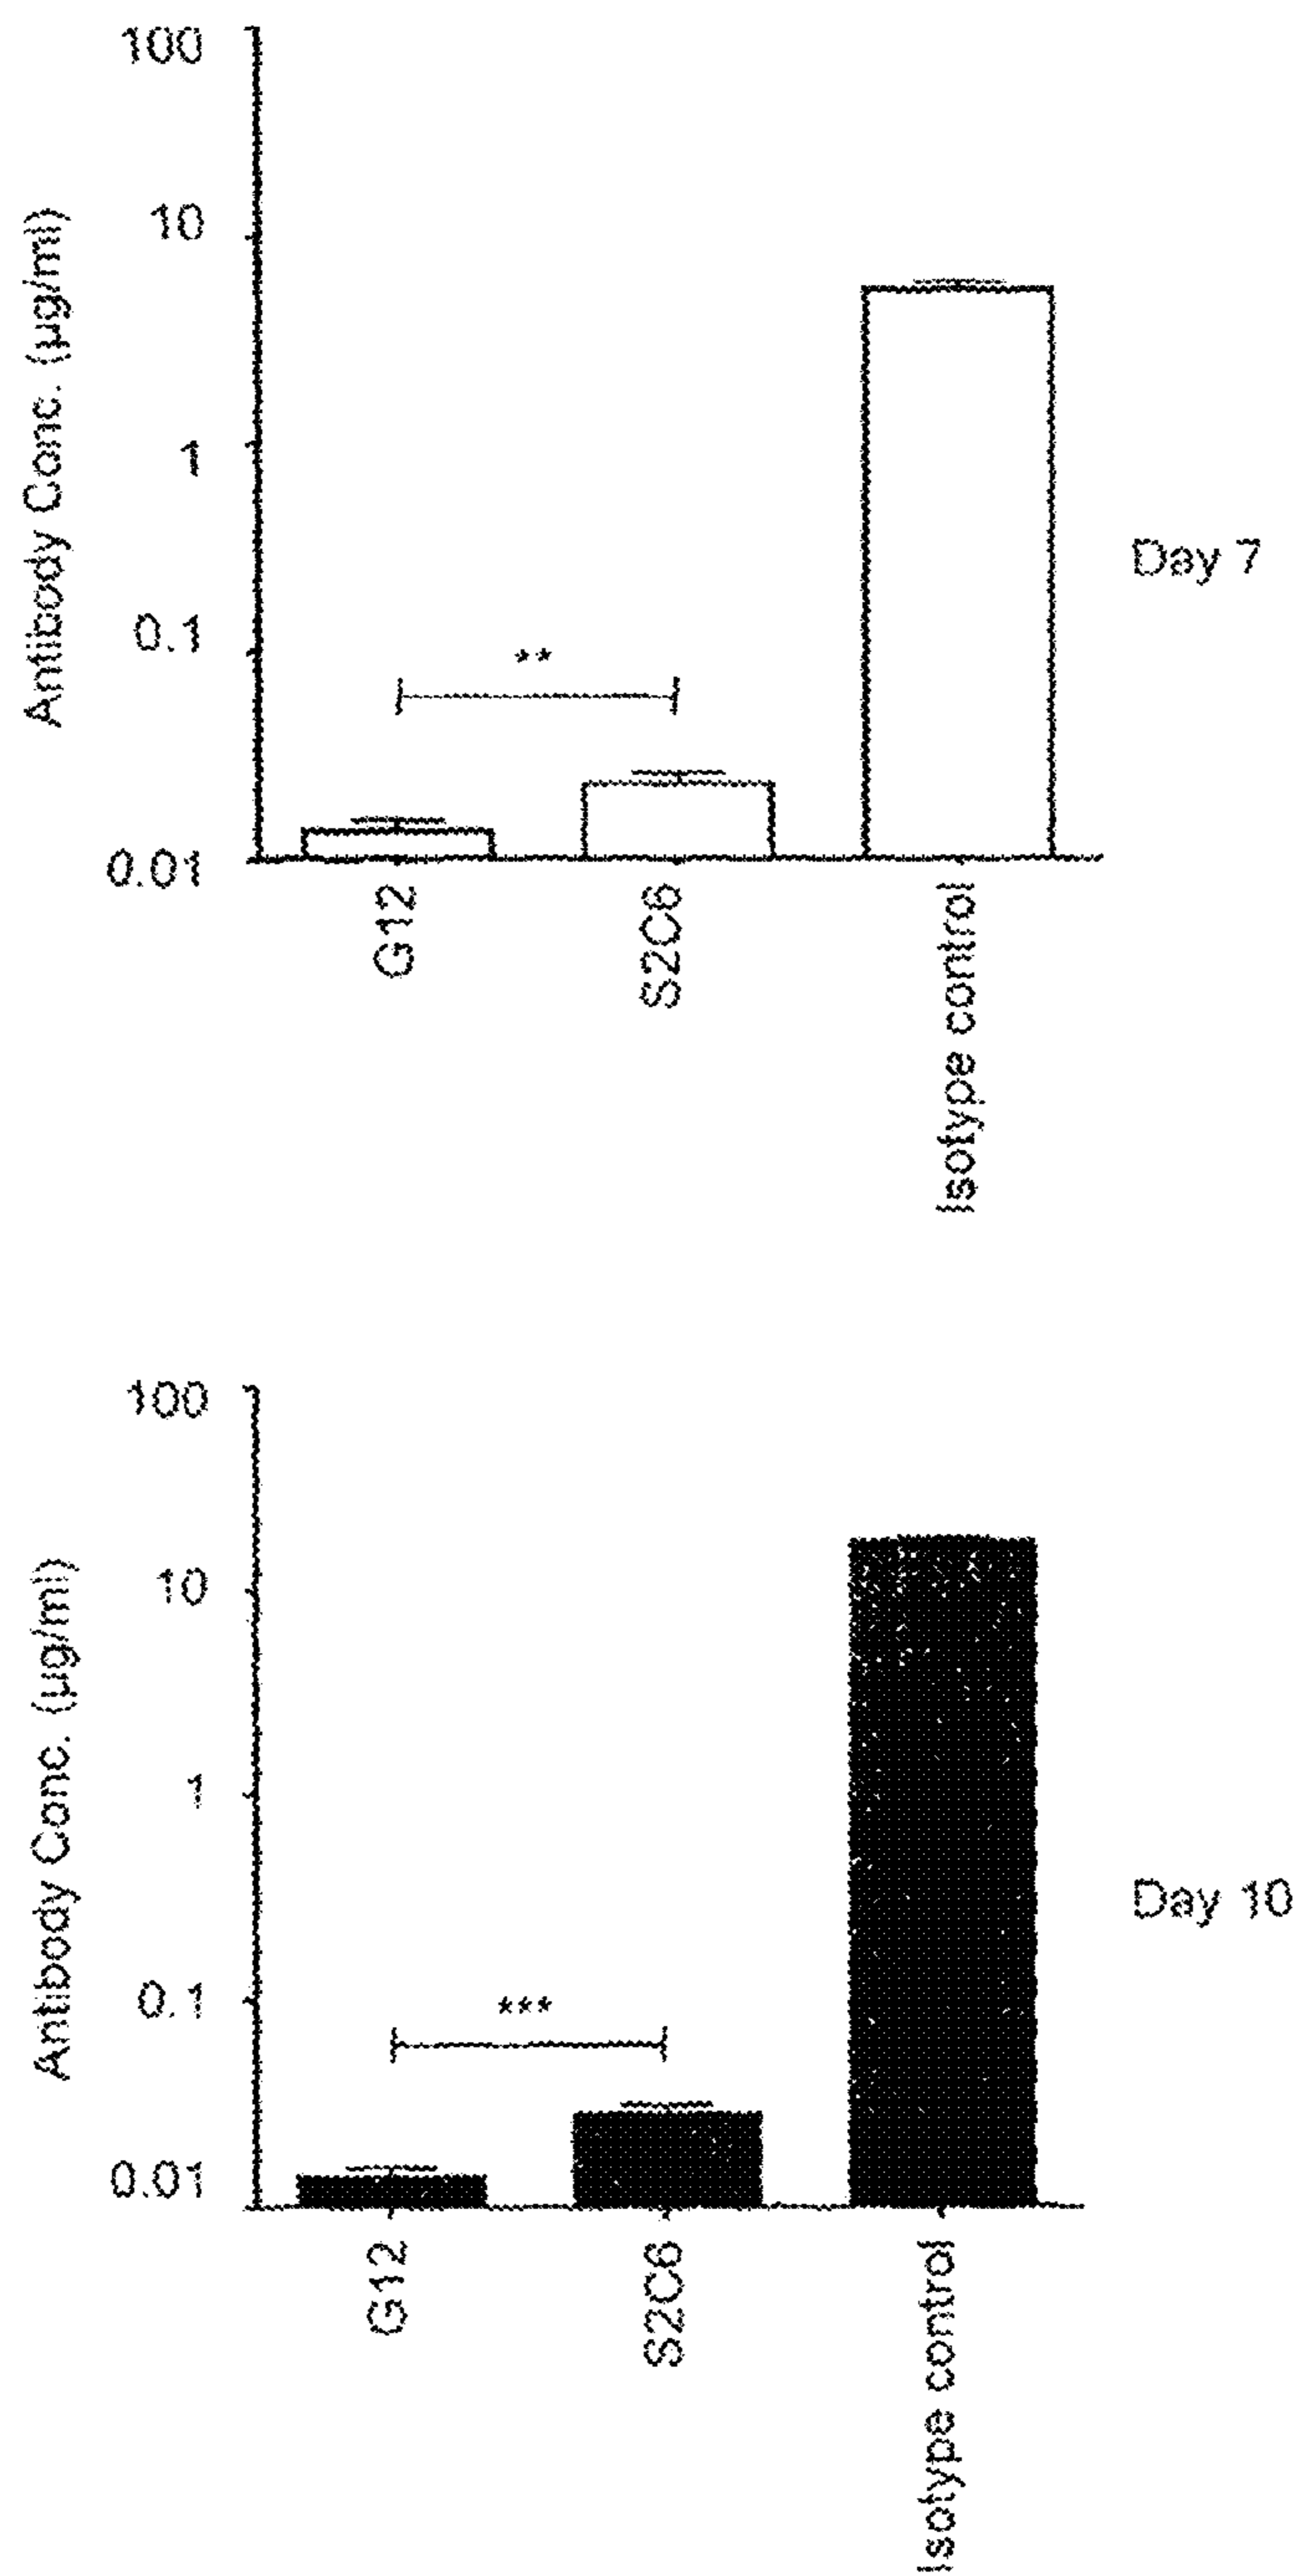 Antibody Conc. (µg/ml)
100
10
1
0.1
0.01
**
G12
S2C6
Isotype control
Day 7
Antibody Conc. (µg/ml)
100
10
1
0.1
0.01
***
G12
S2C6
Isotype control
Day 10